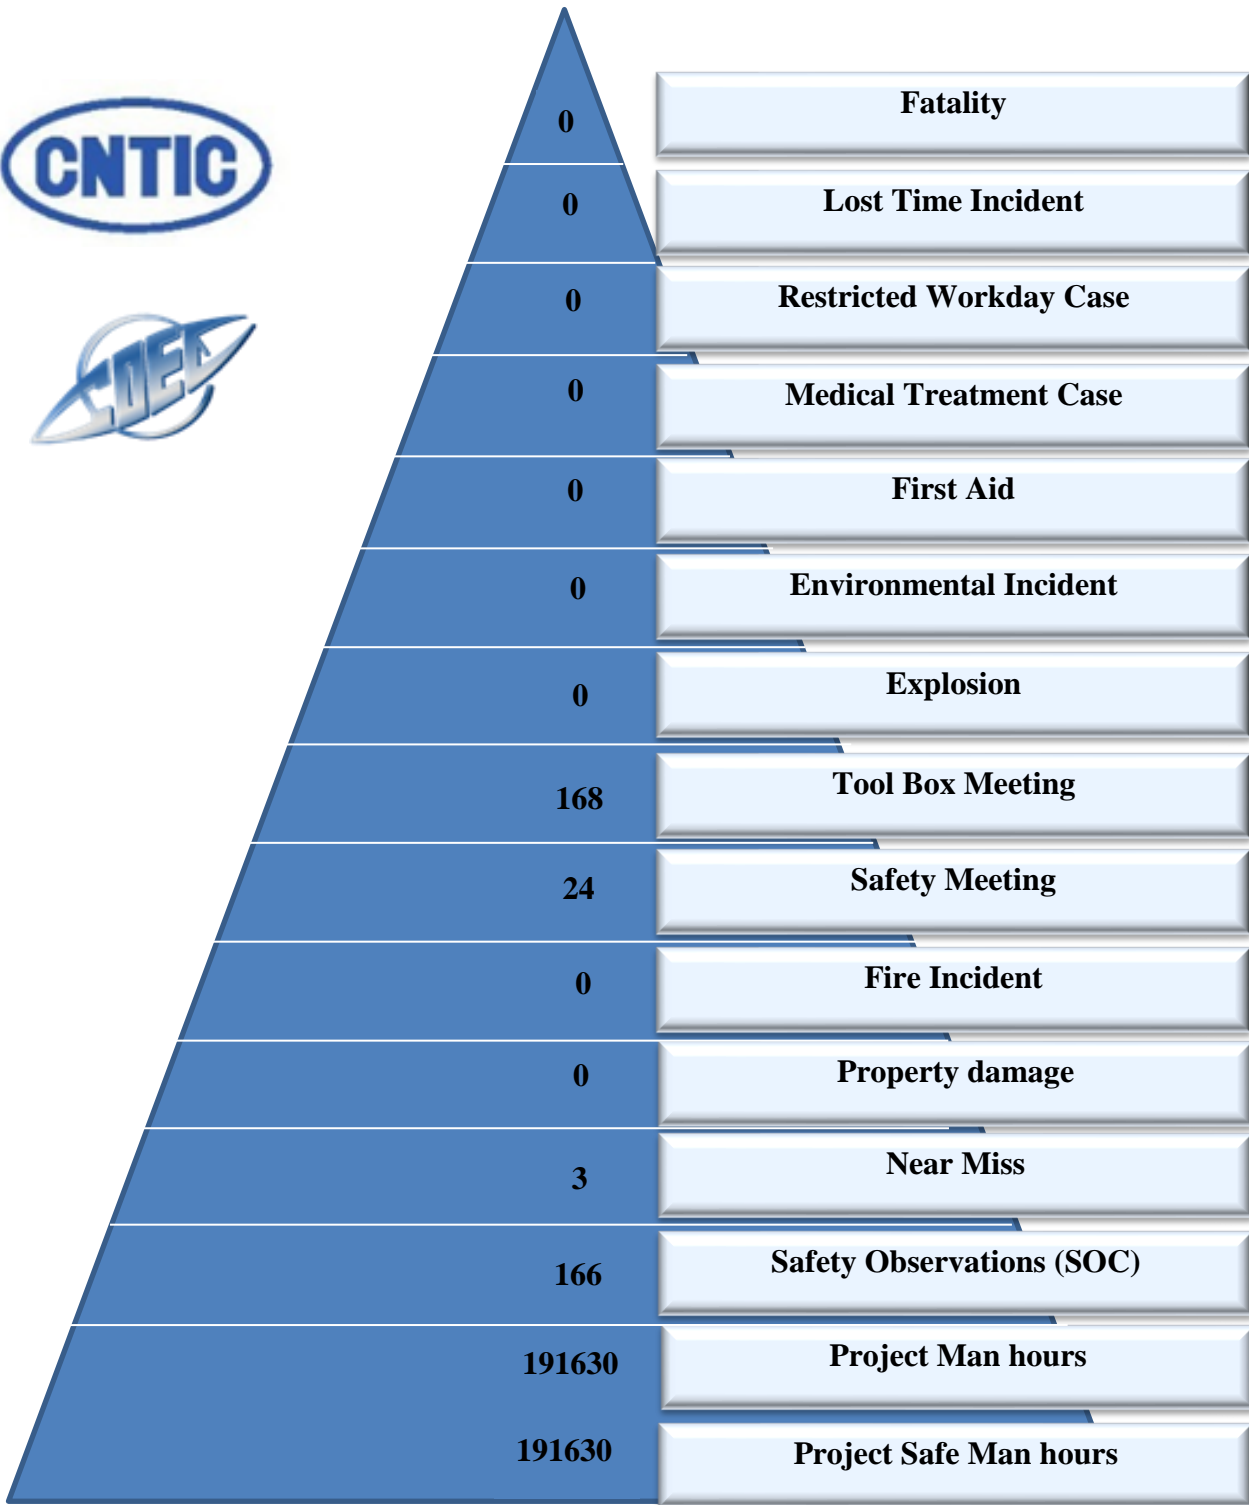 CNTIC
CDEC
0 Fatality
0 Lost Time Incident
0 Restricted Workday Case
0 Medical Treatment Case
0 First Aid
0 Environmental Incident
0 Explosion
168 Tool Box Meeting
24 Safety Meeting
0 Fire Incident
0 Property damage
3 Near Miss
166 Safety Observations (SOC)
191630 Project Man hours
191630 Project Safe Man hours